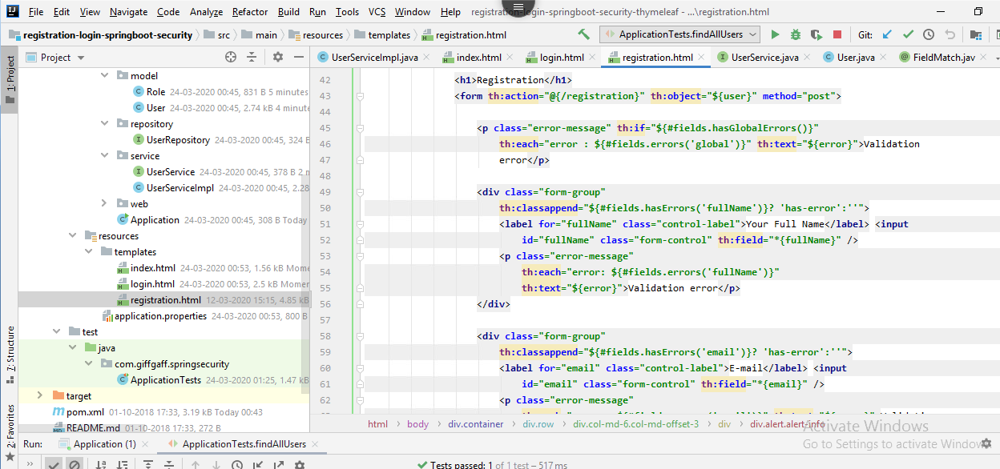 File Edit View Navigate Code Analyze Refactor Build Run Tools VCS Window Help registration-login-springboot-security-thymeleaf - ...\registration.html
registration-login-springboot-security src main resources templates registration.html ApplicationTests.findAllUsers Git:
1: Project
Project
UserServiceImpl.java index.html login.html registration.html UserService.java User.java FieldMatch.jav
model
Role 24-03-2020 00:45, 831 B 5 minutes
User 24-03-2020 00:45, 2.74 kB 4 minute
repository
UserRepository 24-03-2020 00:45, 324 B
service
UserService 24-03-2020 00:45, 378 B 2 m
UserServiceImpl 24-03-2020 00:45, 2.28
web
Application 24-03-2020 00:45, 308 B Today
resources
templates
index.html 24-03-2020 00:53, 1.56 kB Mome
login.html 24-03-2020 00:53, 2.5 kB Momer
registration.html 12-03-2020 15:15, 4.85 kB
application.properties 24-03-2020 00:53, 800 B
test
java
com.giffgaff.springsecurity
ApplicationTests 24-03-2020 01:25, 1.47 kB
target
pom.xml 01-10-2018 17:33, 3.19 kB Today 00:43
README.md 01-10-2018 17:33, 272 B
7: Structure
2: Favorites
42 <h1>Registration</h1>
43 <form th:action="@{/registration}" th:object="${user}" method="post">
44
45 <p class="error-message" th:if="${#fields.hasGlobalErrors()}"
46 th:each="error : ${#fields.errors('global')}" th:text="${error}">Validation
47 error</p>
48
49 <div class="form-group"
50 th:classappend="${#fields.hasErrors('fullName')}? 'has-error':''">
51 <label for="fullName" class="control-label">Your Full Name</label> <input
52 id="fullName" class="form-control" th:field="*{fullName}" />
53 <p class="error-message"
54 th:each="error: ${#fields.errors('fullName')}"
55 th:text="${error}">Validation error</p>
56 </div>
57
58 <div class="form-group"
59 th:classappend="${#fields.hasErrors('email')}? 'has-error':''">
60 <label for="email" class="control-label">E-mail</label> <input
61 id="email" class="form-control" th:field="*{email}" />
62 <p class="error-message"
html body div.container div.row div.col-md-6.col-md-offset-3 div div.alert.alert-info
Activate Windows
Go to Settings to activate Windows
Run: Application (1) ApplicationTests.findAllUsers
Tests passed: 1 of 1 test – 517 ms